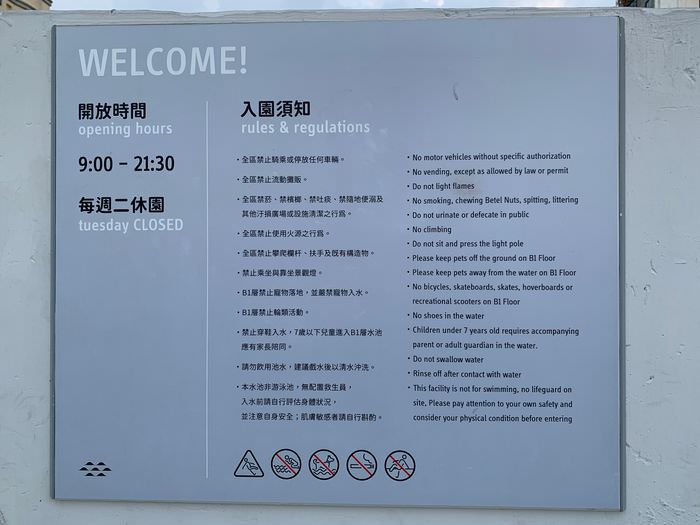 WELCOME!
開放時間
opening hours
9:00 - 21:30
每週二休園
tuesday CLOSED
入園須知
rules & regulations
・全區禁止騎乘或停放任何車輛。
・全區禁止流動攤販。
・全區禁菸、禁檳榔、禁吐痰、禁隨地便溺及
其他汙損廣場或設施清潔之行為。
・全區禁止使用火源之行為。
・全區禁止攀爬欄杆、扶手及既有構造物。
・禁止乘坐與靠坐景觀燈。
・B1層禁止寵物落地，並嚴禁寵物入水。
・B1層禁止輪類活動。
・禁止穿鞋入水，7歲以下兒童進入B1層水池
應有家長陪同。
・請勿飲用池水，建議戲水後以清水沖洗。
・本水池非游泳池，無配置救生員，
入水前請自行評估身體狀況，
並注意自身安全；肌膚敏感者請自行斟酌。
・No motor vehicles without specific authorization
・No vending, except as allowed by law or permit
・Do not light flames
・No smoking, chewing Betel Nuts, spitting, littering
・Do not urinate or defecate in public
・No climbing
・Do not sit and press the light pole
・Please keep pets off the ground on B1 Floor
・Please keep pets away from the water on B1 Floor
・No bicycles, skateboards, skates, hoverboards or
recreational scooters on B1 Floor
・No shoes in the water
・Children under 7 years old requires accompanying
parent or adult guardian in the water.
・Do not swallow water
・Rinse off after contact with water
・This facility is not for swimming, no lifeguard on
site, Please pay attention to your own safety and
consider your physical condition before entering